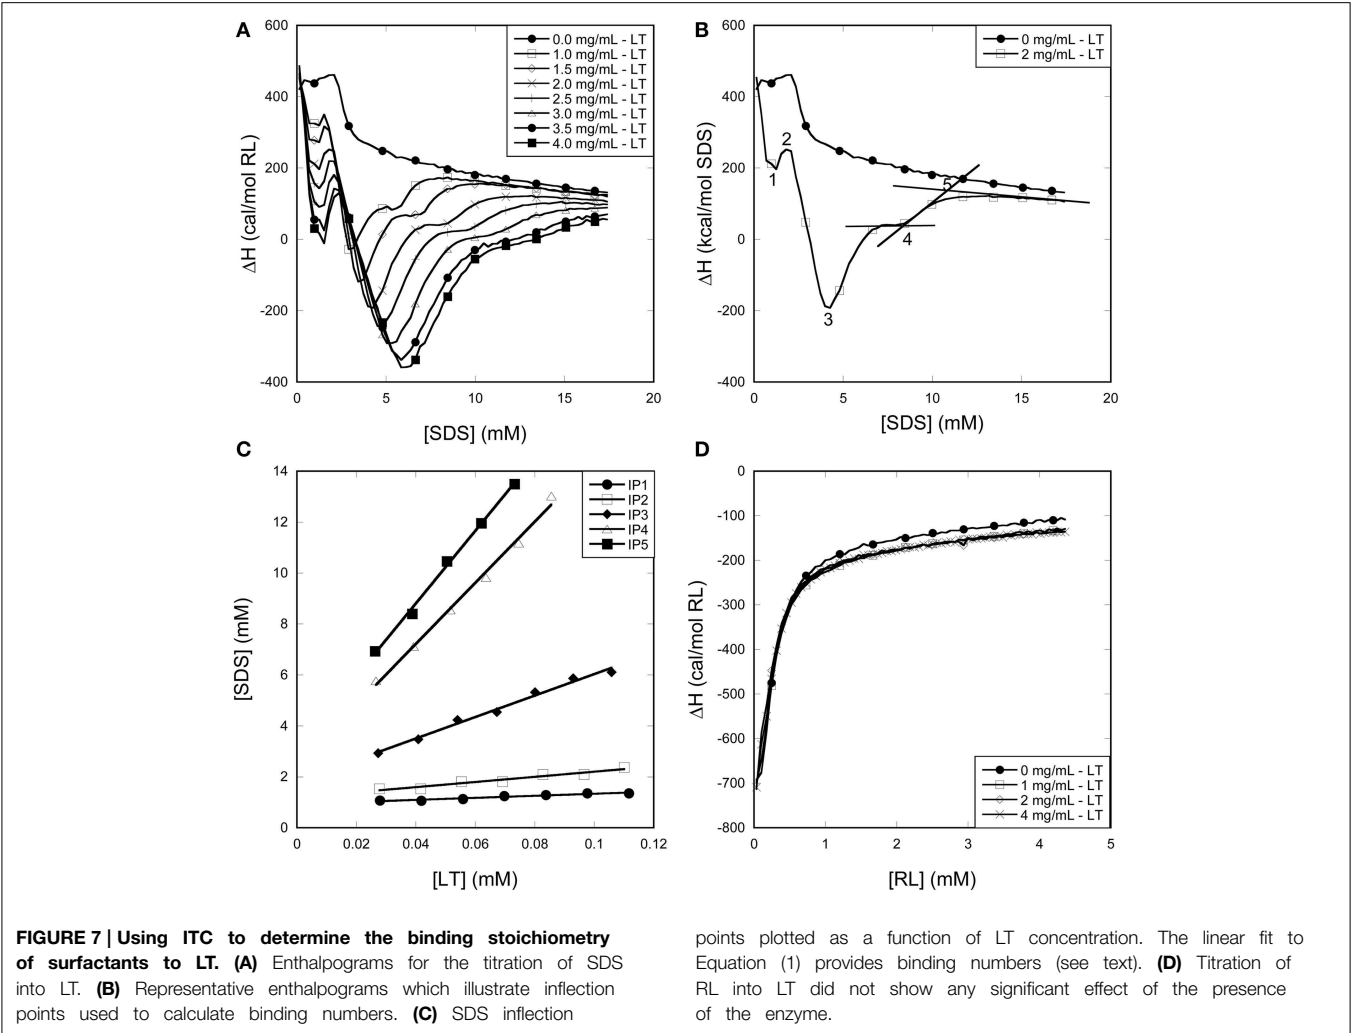 A
600
400
200
0
-200
-400
0
5
10
15
20
ΔH (cal/mol RL)
[SDS] (mM)
0.0 mg/mL - LT
1.0 mg/mL - LT
1.5 mg/mL - LT
2.0 mg/mL - LT
2.5 mg/mL - LT
3.0 mg/mL - LT
3.5 mg/mL - LT
4.0 mg/mL - LT
B
600
400
200
0
-200
-400
0
5
10
15
20
ΔH (kcal/mol SDS)
[SDS] (mM)
0 mg/mL - LT
2 mg/mL - LT
1
2
3
4
5
C
14
12
10
8
6
4
2
0
0
0.02
0.04
0.06
0.08
0.1
0.12
[SDS] (mM)
[LT] (mM)
IP1
IP2
IP3
IP4
IP5
D
0
-100
-200
-300
-400
-500
-600
-700
-800
0
1
2
3
4
5
ΔH (cal/mol RL)
[RL] (mM)
0 mg/mL - LT
1 mg/mL - LT
2 mg/mL - LT
4 mg/mL - LT
FIGURE 7 | Using ITC to determine the binding stoichiometry
of surfactants to LT. (A) Enthalpograms for the titration of SDS
into LT. (B) Representative enthalpograms which illustrate inflection
points used to calculate binding numbers. (C) SDS inflection
points plotted as a function of LT concentration. The linear fit to
Equation (1) provides binding numbers (see text). (D) Titration of
RL into LT did not show any significant effect of the presence
of the enzyme.